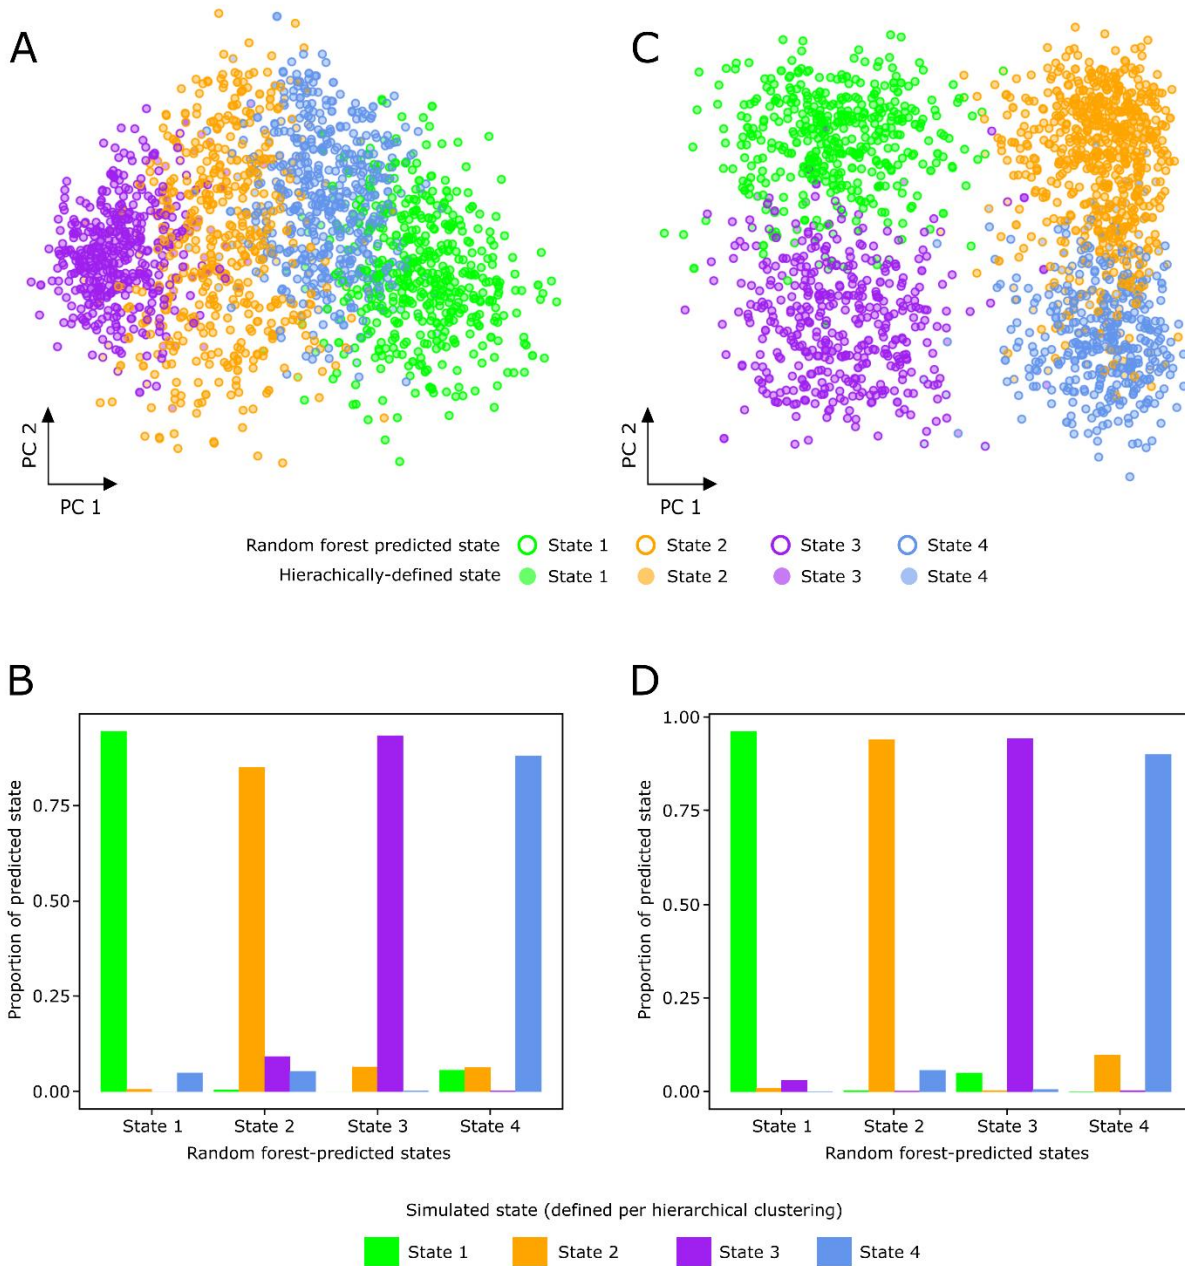 A
C
PC 2
PC 1
PC 2
PC 1
Random forest predicted state State 1 State 2 State 3 State 4
Hierachically-defined state State 1 State 2 State 3 State 4
B
Proportion of predicted state
0.75
0.50
0.25
0.00
State 1 State 2 State 3 State 4
Random forest-predicted states
D
Proportion of predicted state
1.00
0.75
0.50
0.25
0.00
State 1 State 2 State 3 State 4
Random forest-predicted states
Simulated state (defined per hierarchical clustering)
State 1 State 2 State 3 State 4